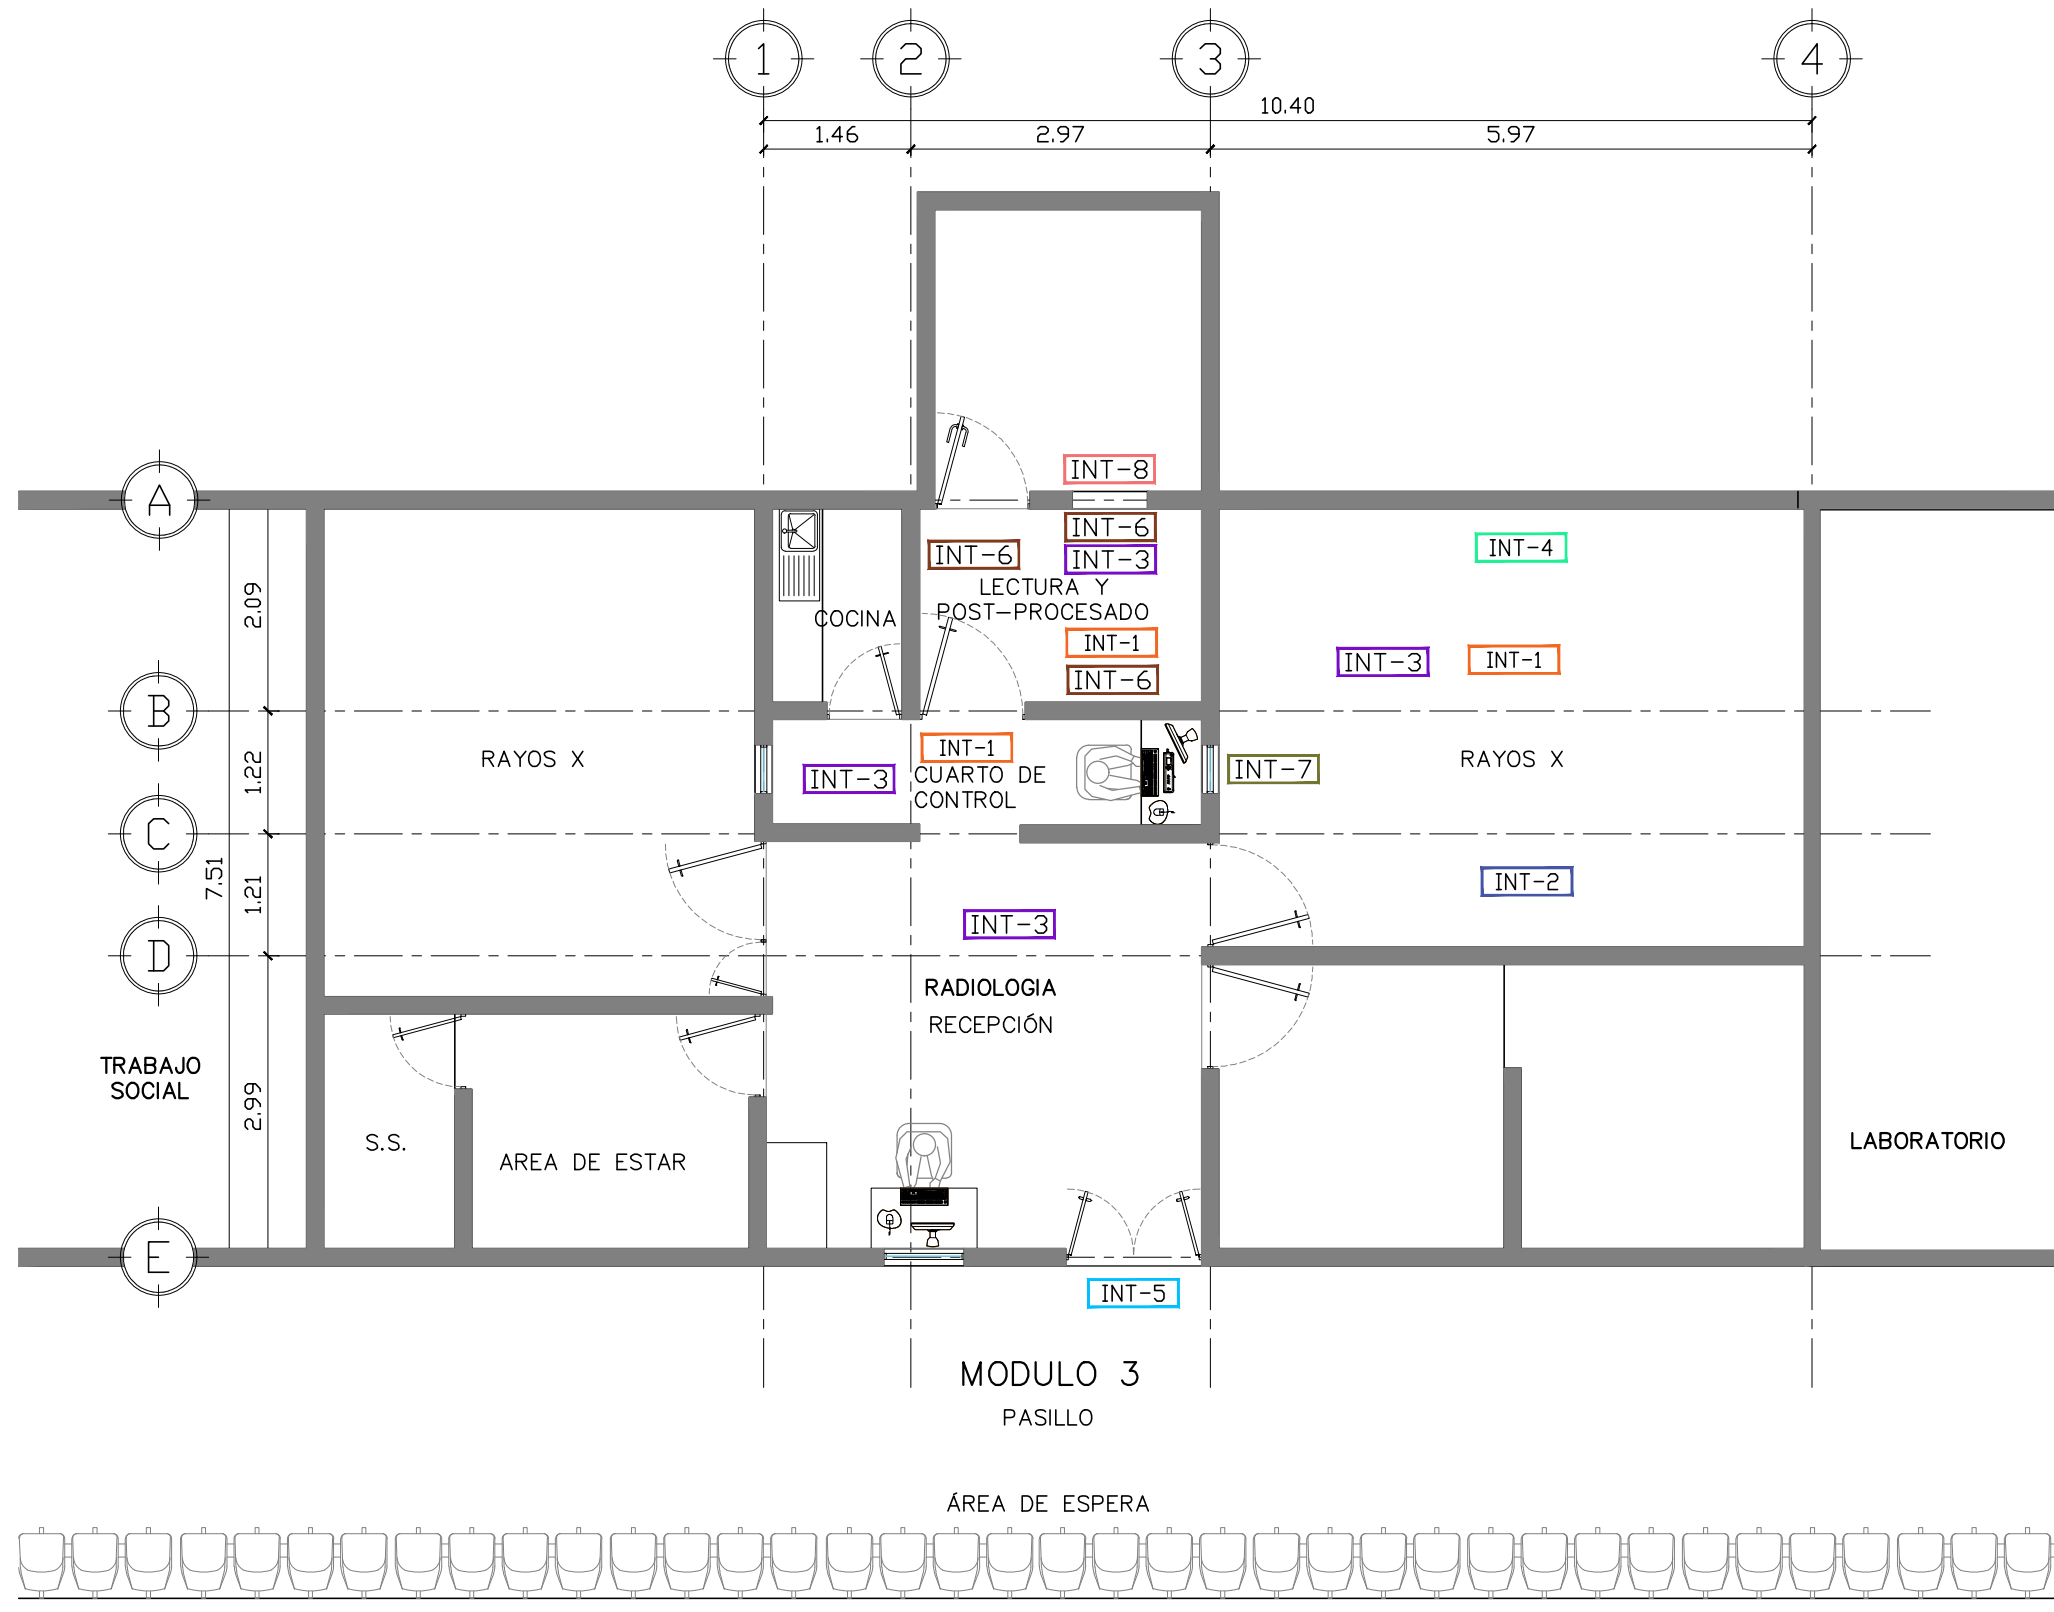 1 2 3 4
10.40
1.46 2.97 5.97
INT-8
A
INT-6
INT-6
INT-3
INT-4
LECTURA Y
POST-PROCESADO
COCINA
2.09
INT-1
INT-6
INT-3
INT-1
B
INT-1
RAYOS X
INT-3
CUARTO DE
CONTROL
INT-7
RAYOS X
1.22
C
7.51
1.21
INT-2
INT-3
D
RADIOLOGIA
RECEPCIÓN
TRABAJO
SOCIAL
2.99
S.S.
AREA DE ESTAR
LABORATORIO
E
INT-5
MODULO 3
PASILLO
ÁREA DE ESPERA